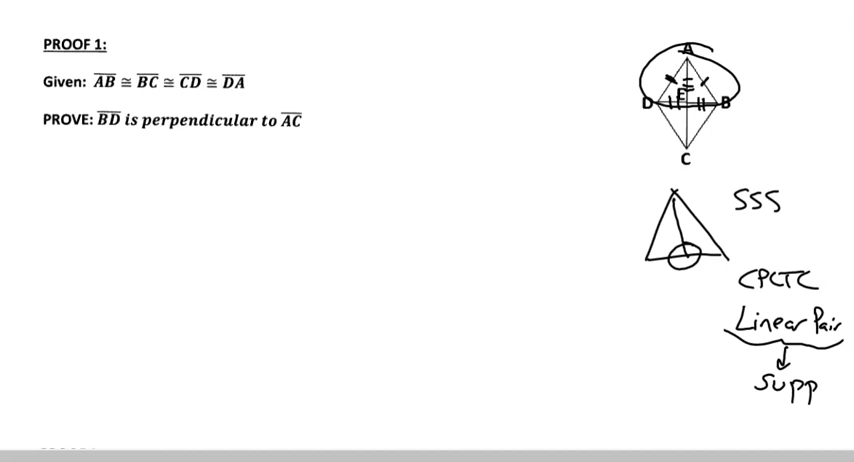 PROOF 1:
Given: AB ≅ BC ≅ CD ≅ DA
PROVE: BD is perpendicular to AC
A
D E B
C
SSS
CPCTC
Linear Pair
Supp